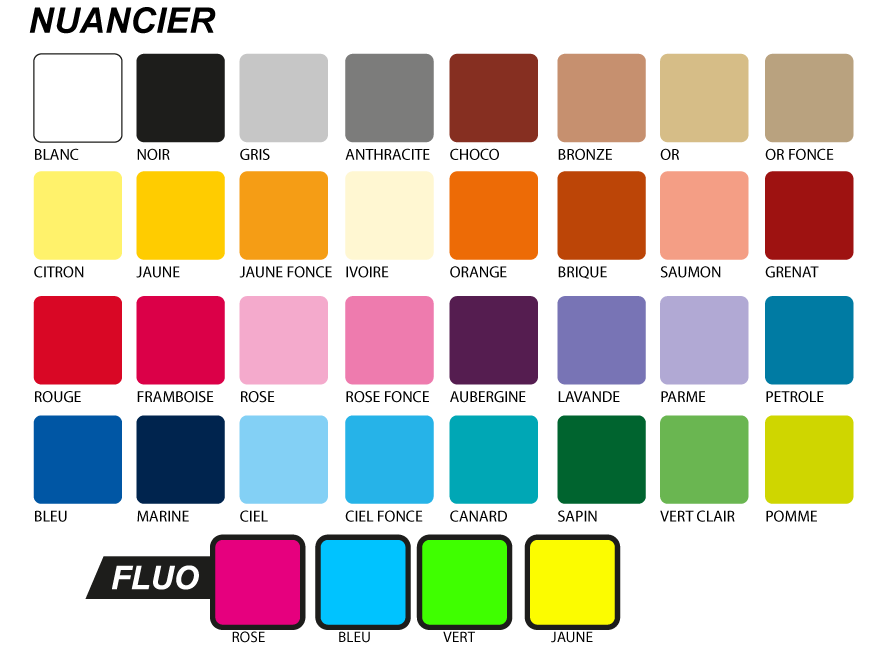 NUANCIER
BLANC NOIR GRIS ANTHRACITE CHOCO BRONZE OR OR FONCE
CITRON JAUNE JAUNE FONCE IVOIRE ORANGE BRIQUE SAUMON GRENAT
ROUGE FRAMBOISE ROSE ROSE FONCE AUBERGINE LAVANDE PARME PETROLE
BLEU MARINE CIEL CIEL FONCE CANARD SAPIN VERT CLAIR POMME
FLUO
ROSE BLEU VERT JAUNE